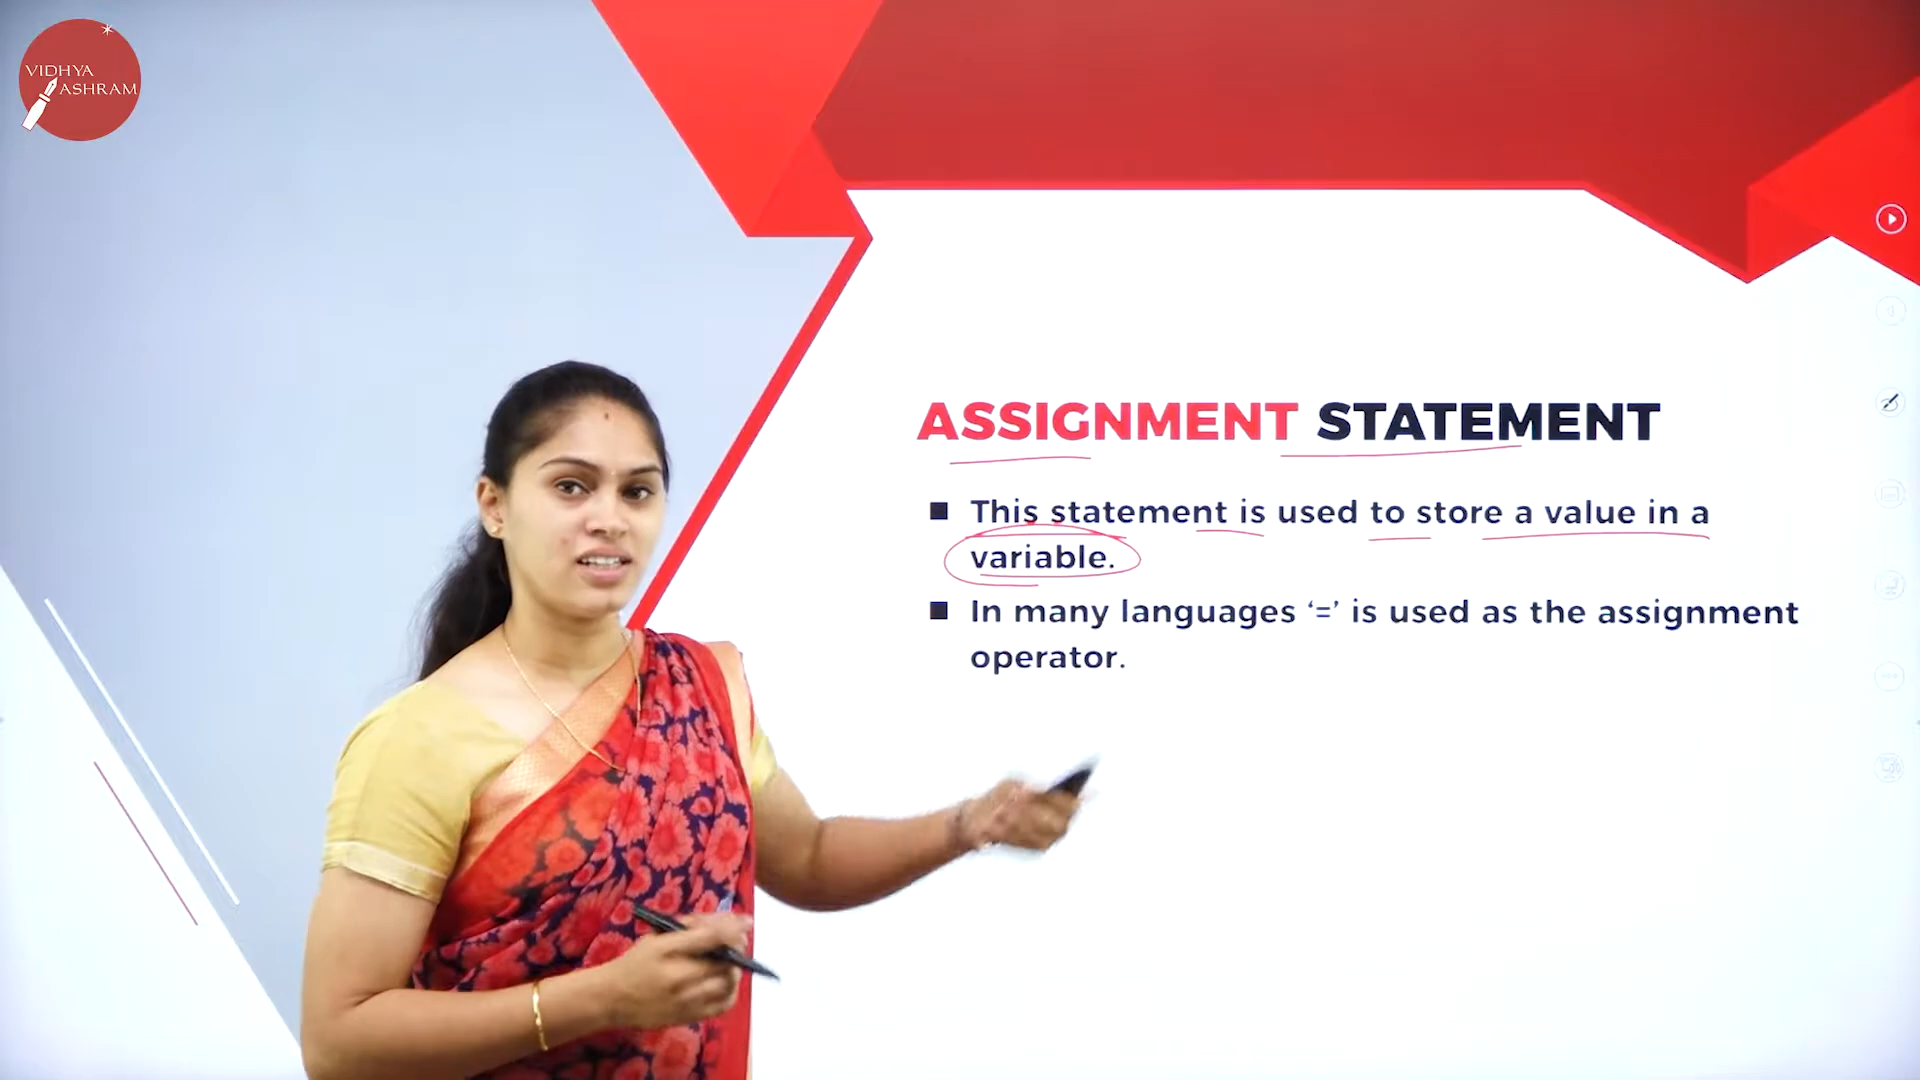 VIDHYA
ASHRAM
ASSIGNMENT STATEMENT
This statement is used to store a value in a
variable.
In many languages ‘=’ is used as the assignment
operator.